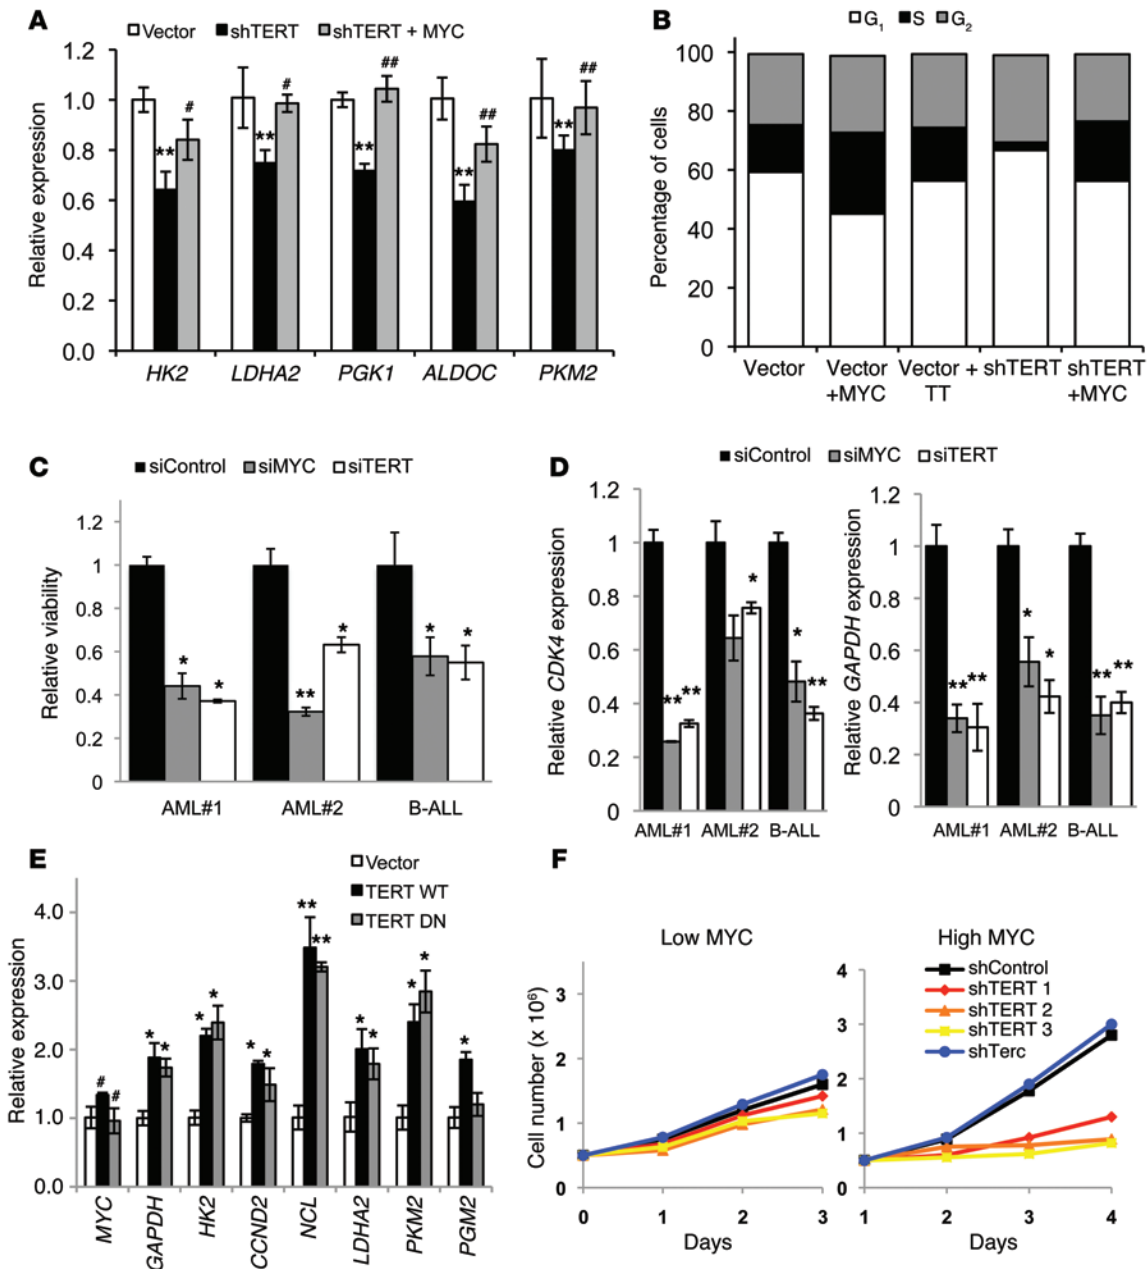 A
Vector shTERT shTERT + MYC
Relative expression
1.2
1.0
0.8
0.6
0.4
0.2
0.0
** # ** # ** ## ** ## ** ##
HK2 LDHA2 PGK1 ALDOC PKM2
B
G1 S G2
Percentage of cells
100
80
60
40
20
0
Vector Vector Vector + shTERT shTERT
+MYC TT +MYC
C
siControl siMYC siTERT
Relative viability
1.2
1
0.8
0.6
0.4
0.2
0
* * ** * * *
AML#1 AML#2 B-ALL
D
siControl siMYC siTERT
Relative CDK4 expression
1.2
1
0.8
0.6
0.4
0.2
0
** ** * * **
AML#1 AML#2 B-ALL
Relative GAPDH expression
1.2
1
0.8
0.6
0.4
0.2
0
** ** * * ** **
AML#1 AML#2 B-ALL
E
Vector
TERT WT
TERT DN
Relative expression
4.0
3.0
2.0
1.0
0.0
# # * * * * * * ** ** * * * * *
MYC GAPDH HK2 CCND2 NCL LDHA2 PKM2 PGM2
F
Low MYC
Cell number (x 10⁶)
3
2
1
0
0 1 2 3
Days
High MYC
shControl
shTERT 1
shTERT 2
shTERT 3
shTerc
4
3
2
1
0
1 2 3 4
Days